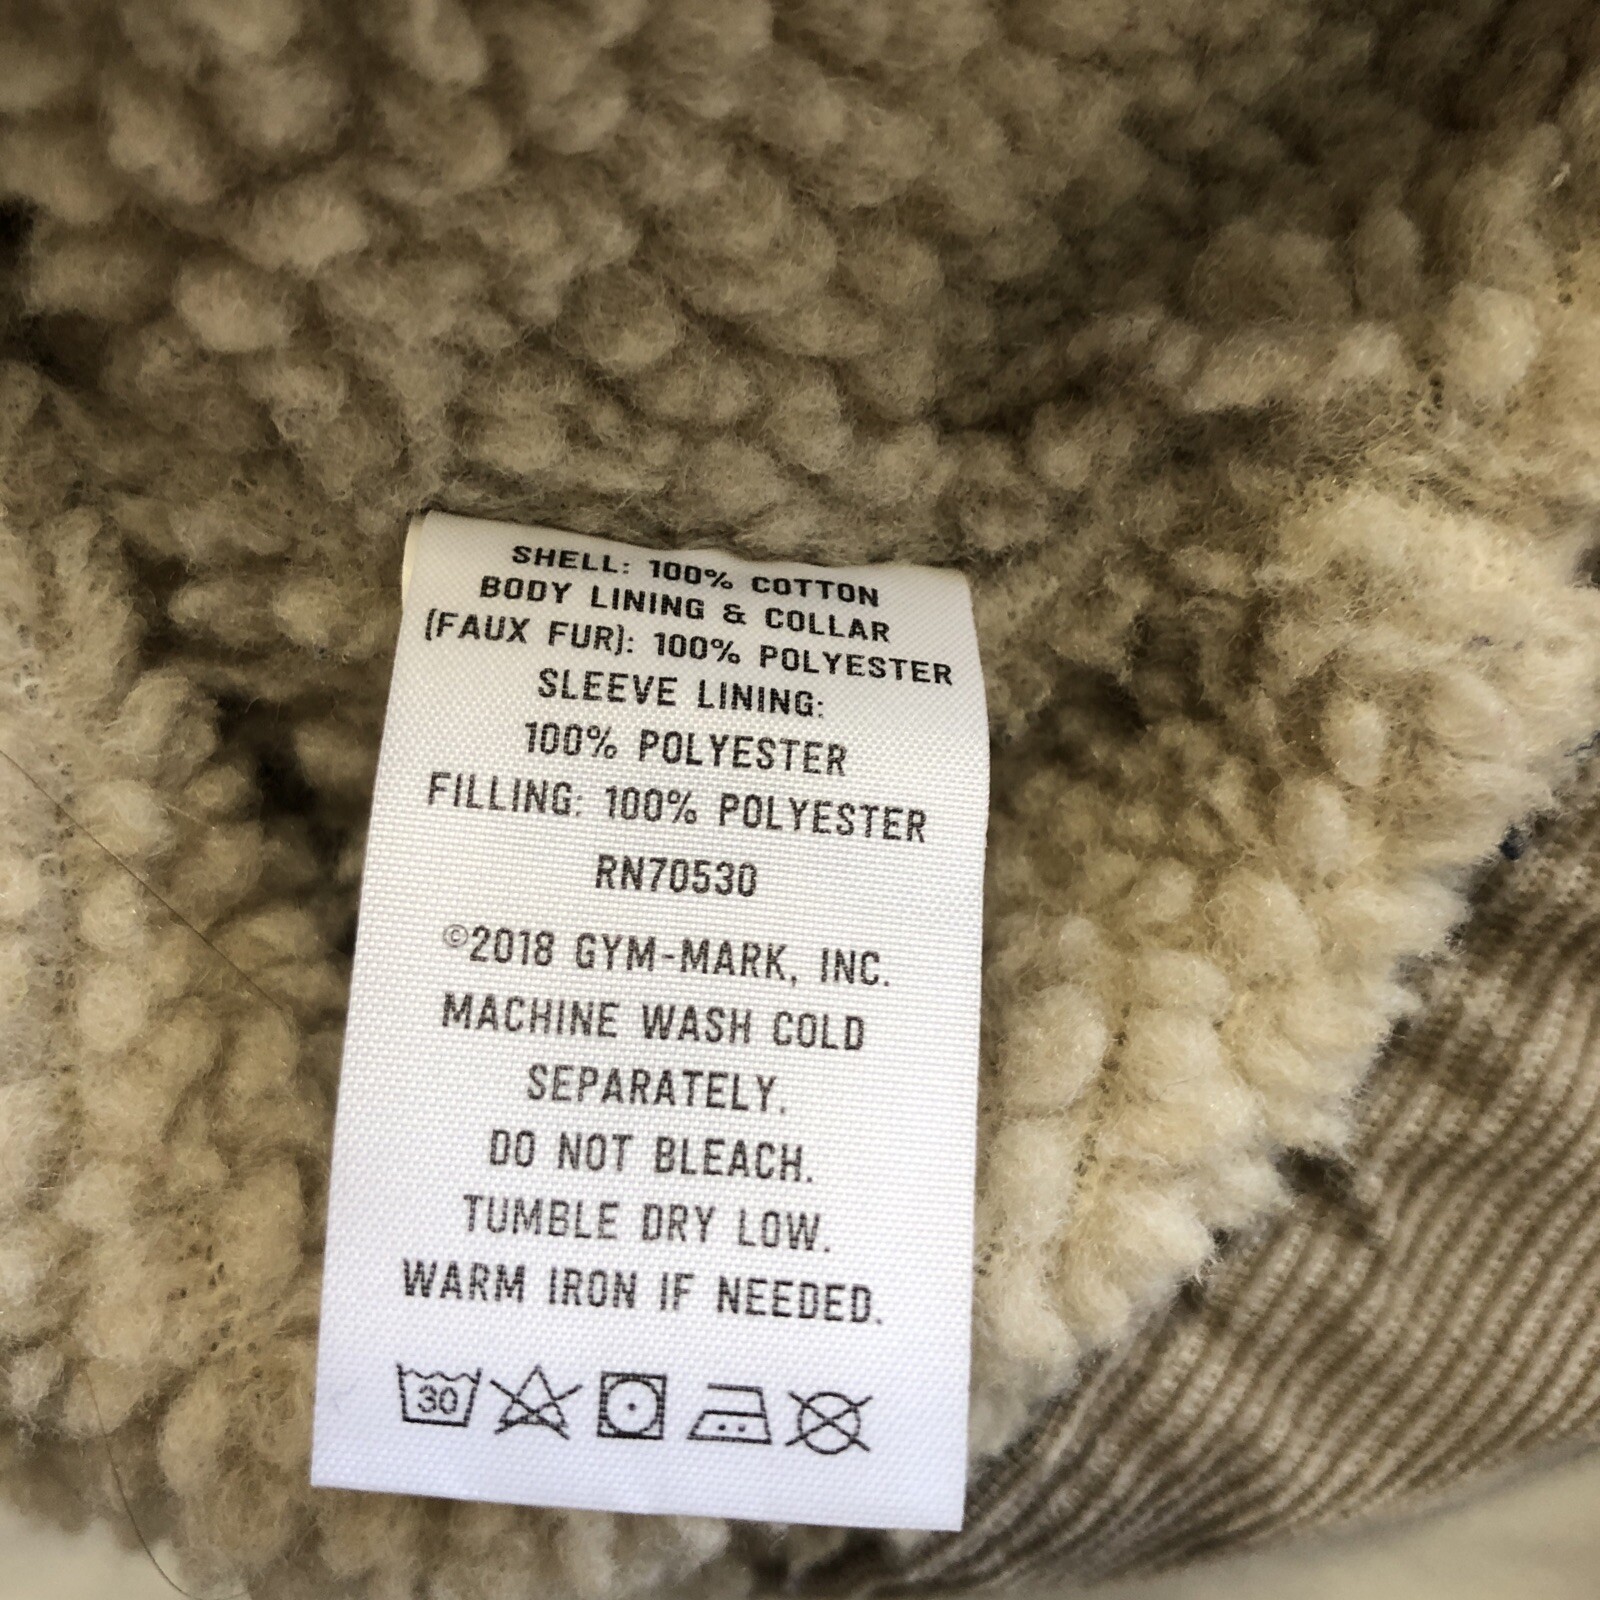 SHELL: 100% COTTON
BODY LINING & COLLAR
(FAUX FUR): 100% POLYESTER
SLEEVE LINING:
100% POLYESTER
FILLING: 100% POLYESTER
RN70530
©2018 GYM-MARK, INC.
MACHINE WASH COLD
SEPARATELY.
DO NOT BLEACH.
TUMBLE DRY LOW.
WARM IRON IF NEEDED.
30